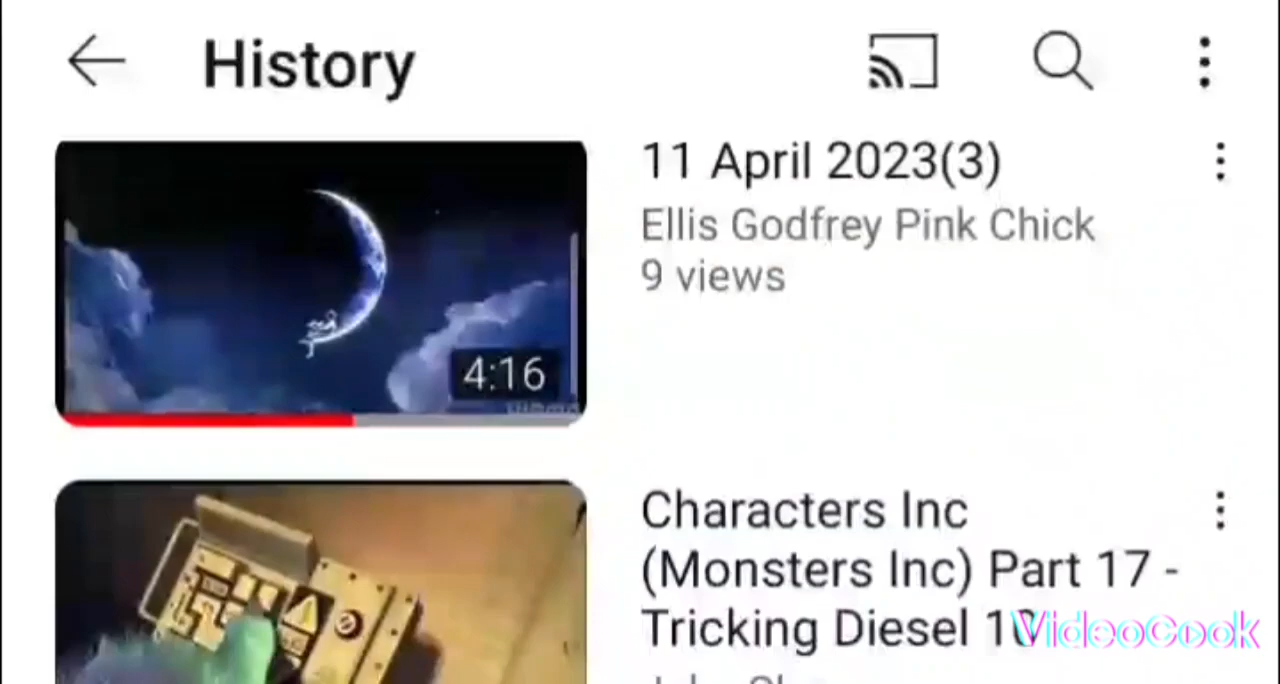 History
11 April 2023(3)
Ellis Godfrey Pink Chick
9 views
4:16
Characters Inc
(Monsters Inc) Part 17 -
Tricking Diesel 10
VideoCook